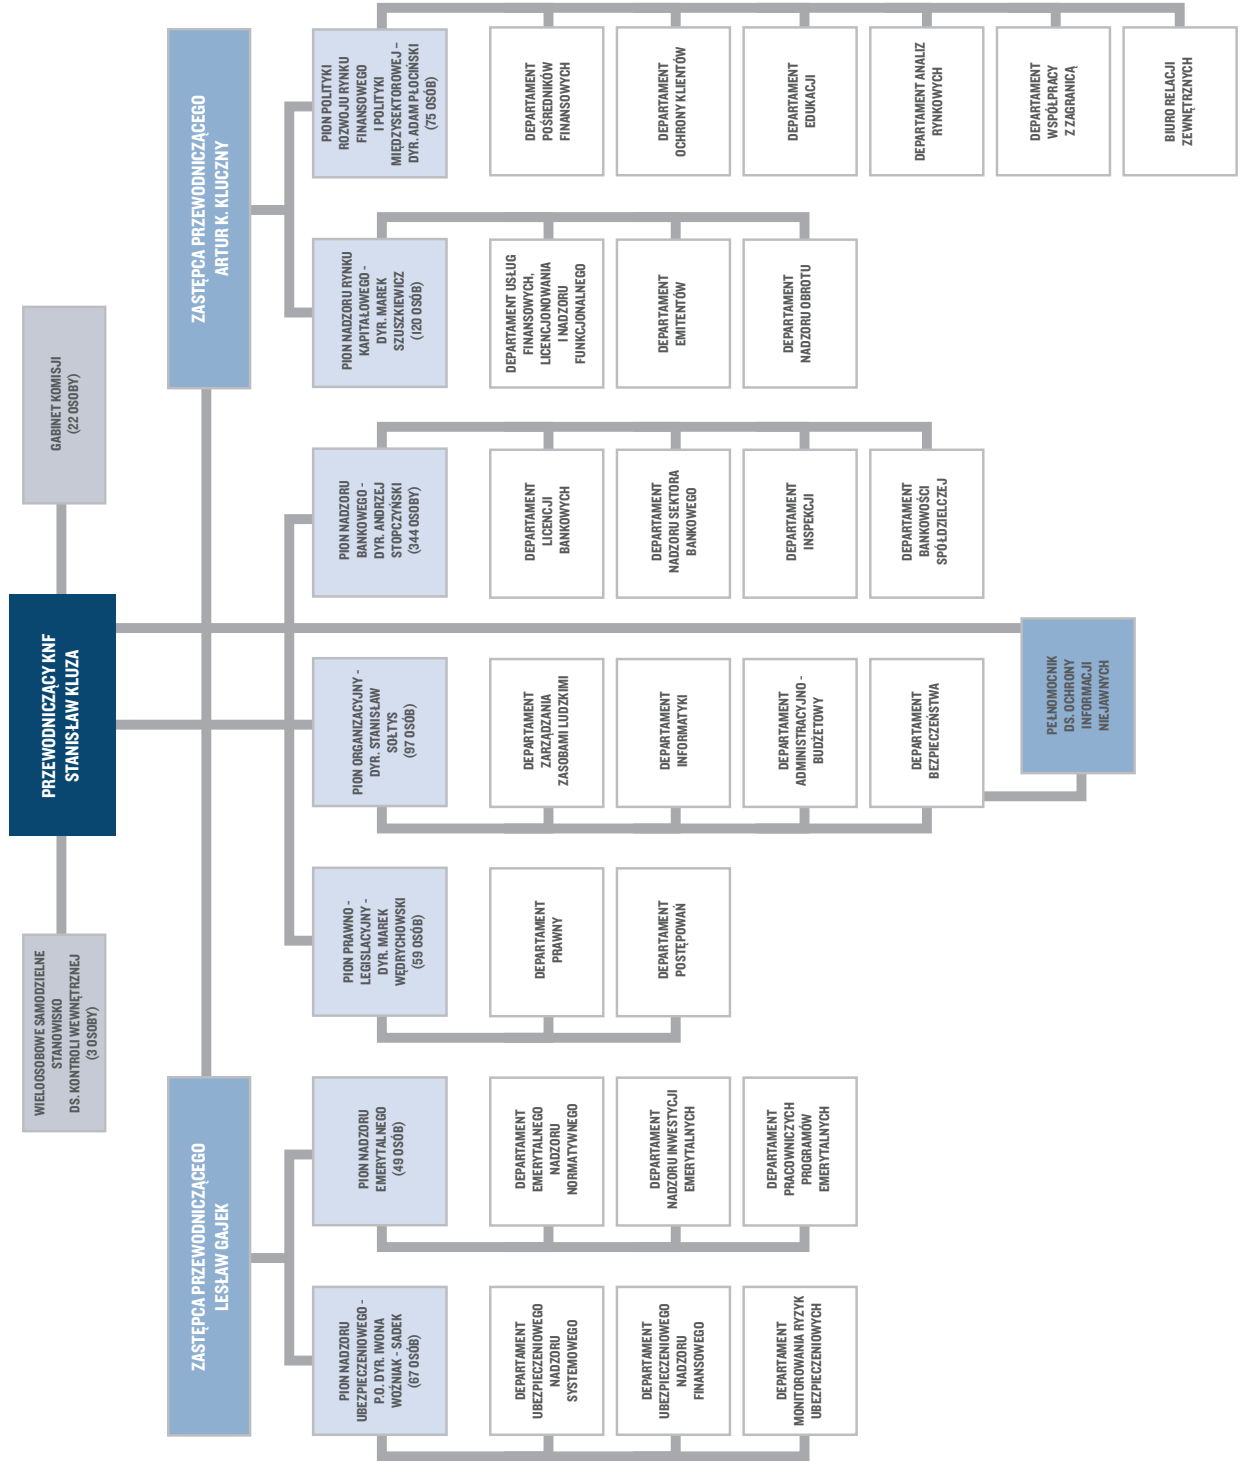 WIELOOSOBOWE SAMODZIELNE
STANOWISKO
DS. KONTROLI WEWNĘTRZNEJ
(3 OSOBY)
PRZEWODNICZĄCY KNF
STANISŁAW KLUZA
GABINET KOMISJI
(22 OSOBY)
ZASTĘPCA PRZEWODNICZĄCEGO
LESŁAW GAJEK
ZASTĘPCA PRZEWODNICZĄCEGO
ARTUR K. KLUCZNY
PION NADZORU
UBEZPIECZENIOWEGO -
P.O. DYR. IWONA
WOŹNIAK - SADEK
(67 OSÓB)
PION NADZORU
EMERYTALNEGO
(49 OSÓB)
PION PRAWNO -
LEGISLACYJNY -
DYR. MAREK
WĘDRYCHOWSKI
(59 OSÓB)
PION ORGANIZACYJNY -
DYR. STANISŁAW
SOŁTYS
(97 OSÓB)
PION NADZORU
BANKOWEGO -
DYR. ANDRZEJ
STOPCZYŃSKI
(344 OSOBY)
PION NADZORU RYNKU
KAPITAŁOWEGO -
DYR. MAREK
SZUSZKIEWICZ
(120 OSÓB)
PION POLITYKI
ROZWOJU RYNKU
FINANSOWEGO
I POLITYKI
MIĘDZYSEKTOROWEJ –
DYR. ADAM PŁOCIŃSKI
(75 OSÓB)
DEPARTAMENT
UBEZPIECZENIOWEGO
NADZORU
SYSTEMOWEGO
DEPARTAMENT
EMERYTALNEGO
NADZORU
NORMATYWNEGO
DEPARTAMENT
PRAWNY
DEPARTAMENT
ZARZĄDZANIA
ZASOBAMI LUDZKIMI
DEPARTAMENT
LICENCJI
BANKOWYCH
DEPARTAMENT USŁUG
FINANSOWYCH,
LICENCJONOWANIA
I NADZORU
FUNKCJONALNEGO
DEPARTAMENT
POŚREDNIKÓW
FINANSOWYCH
DEPARTAMENT
UBEZPIECZENIOWEGO
NADZORU
FINANSOWEGO
DEPARTAMENT
NADZORU INWESTYCJI
EMERYTALNYCH
DEPARTAMENT
POSTĘPOWAŃ
DEPARTAMENT
INFORMATYKI
DEPARTAMENT
NADZORU SEKTORA
BANKOWEGO
DEPARTAMENT
EMITENTÓW
DEPARTAMENT
OCHRONY KLIENTÓW
DEPARTAMENT
MONITOROWANIA RYZYK
UBEZPIECZENIOWYCH
DEPARTAMENT
PRACOWNICZYCH
PROGRAMÓW
EMERYTALNYCH
DEPARTAMENT
ADMINISTRACYJNO -
BUDŻETOWY
DEPARTAMENT
INSPEKCJI
DEPARTAMENT
NADZORU OBROTU
DEPARTAMENT
EDUKACJI
DEPARTAMENT
BEZPIECZEŃSTWA
DEPARTAMENT
BANKOWOŚCI
SPÓŁDZIELCZEJ
DEPARTAMENT ANALIZ
RYNKOWYCH
PEŁNOMOCNIK
DS. OCHRONY
INFORMACJI
NIEJAWNYCH
DEPARTAMENT
WSPÓŁPRACY
Z ZAGRANICĄ
BIURO RELACJI
ZEWNĘTRZNYCH